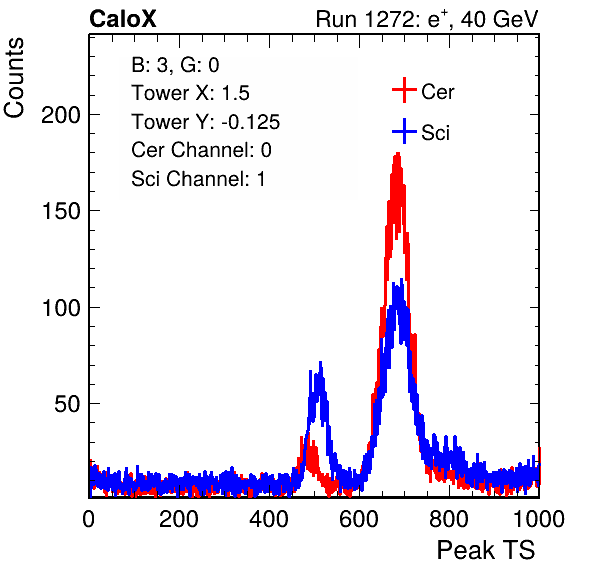 CaloX
Run 1272: e+, 40 GeV
Counts
B: 3, G: 0
Tower X: 1.5
Tower Y: -0.125
Cer Channel: 0
Sci Channel: 1
Cer
Sci
200
150
100
50
0 200 400 600 800 1000
Peak TS